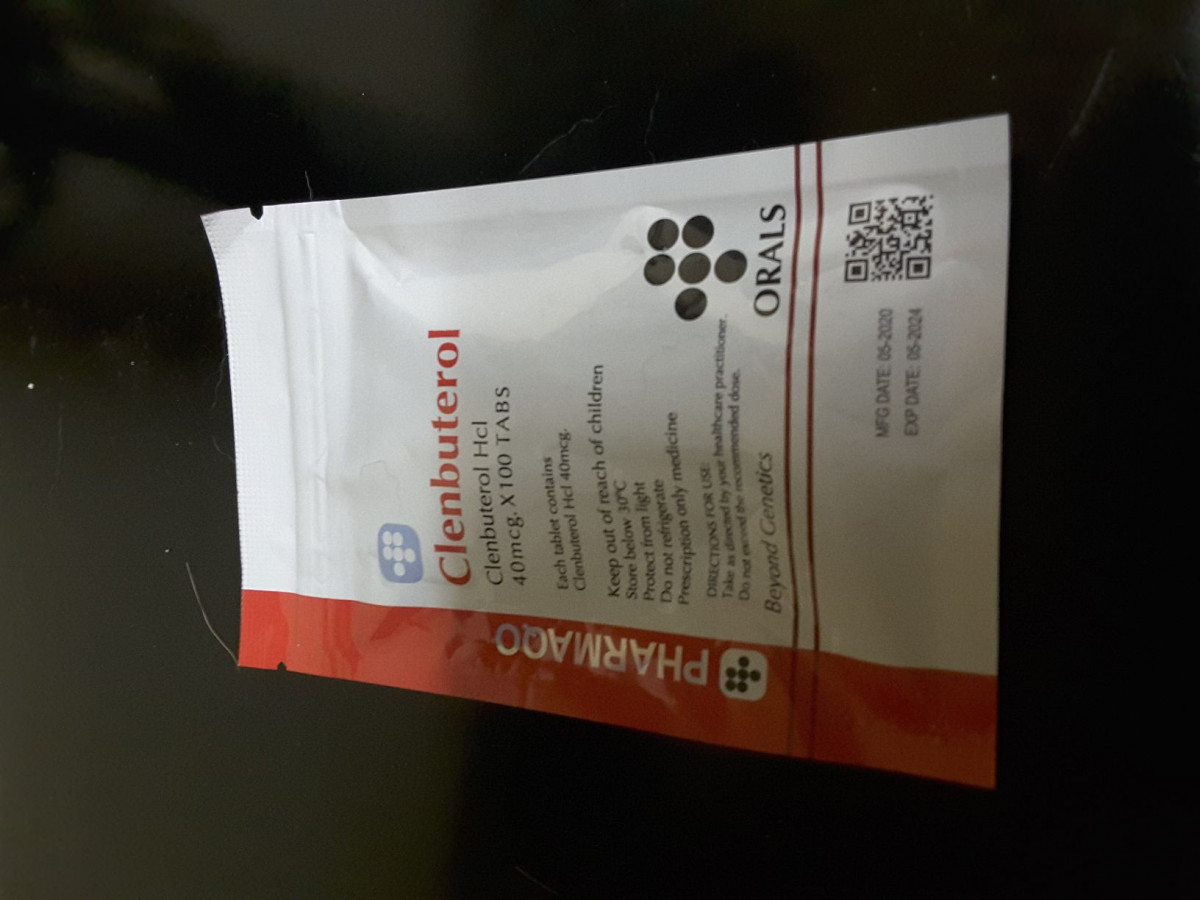 Clenbuterol
Clenbuterol Hcl
40mcg. X100 TABS
Each tablet contains
Clenbuterol Hcl 40mcg.
Keep out of reach of children
Store below 30ºC
Protect from light
Do not refrigerate
Prescription only medicine
DIRECTIONS FOR USE:
Take as directed by your healthcare practitioner.
Do not exceed the recommended dose.
Beyond Genetics
ORALS
MFG DATE: 05-2020
EXP DATE: 05-2024
PHARMAQO